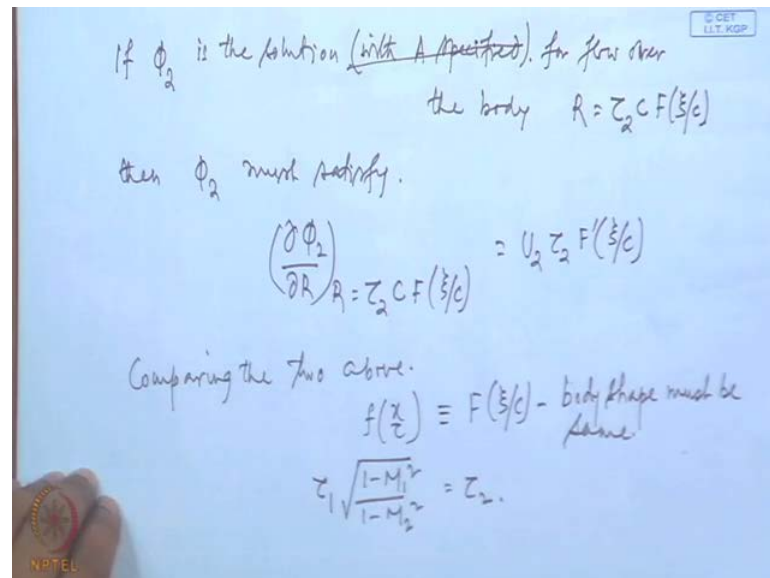 © CET
I.I.T. KGP
If Φ₂ is the solution (with A specified). for flow over
the body R = τ₂ C F(ξ/c)
then Φ₂ must satisfy.
(∂Φ₂/∂R)_{R = τ₂ C F(ξ/c)} = U₂ τ₂ F'(ξ/c)
Comparing the two above.
f(x/c) ≡ F(ξ/c) - body shape must be
same.
τ₁ √((1-M₁²)/(1-M₂²)) = τ₂.
NPTEL